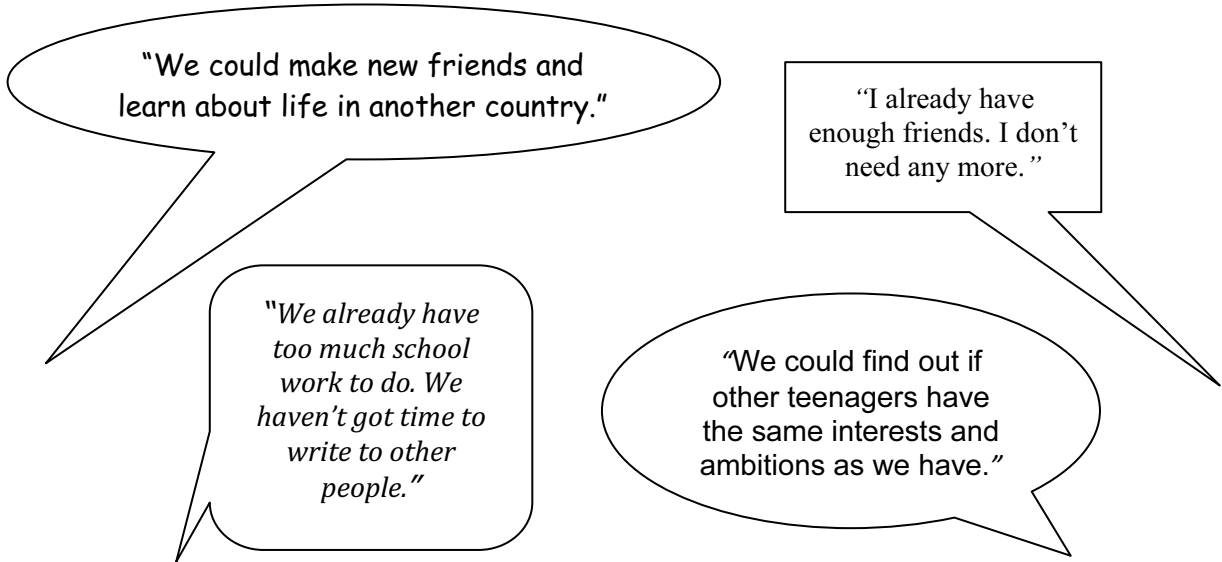 “We could make new friends and
learn about life in another country.”
“I already have
enough friends. I don’t
need any more.”
“We already have
too much school
work to do. We
haven’t got time to
write to other
people.”
“We could find out if
other teenagers have
the same interests and
ambitions as we have.”